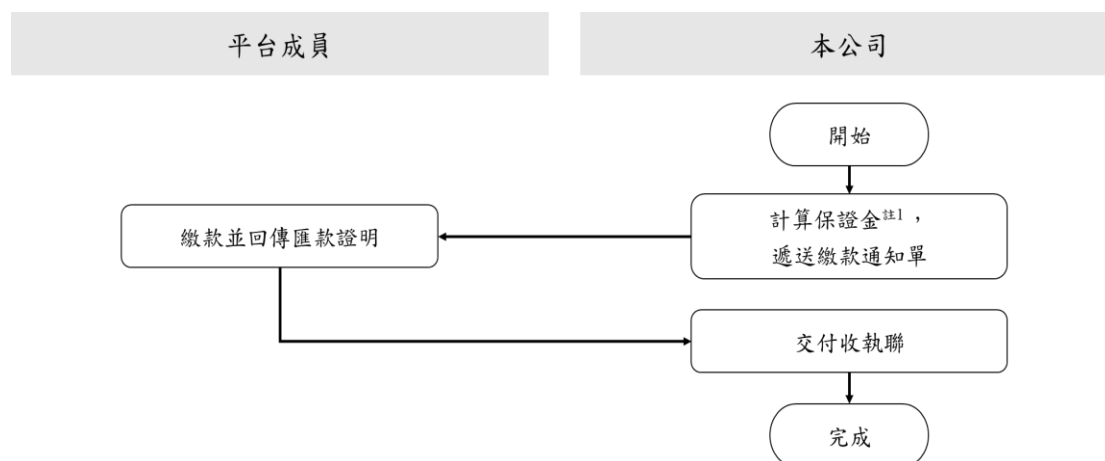 平台成員
本公司
開始
計算保證金註1，
遞送繳款通知單
繳款並回傳匯款證明
交付收執聯
完成